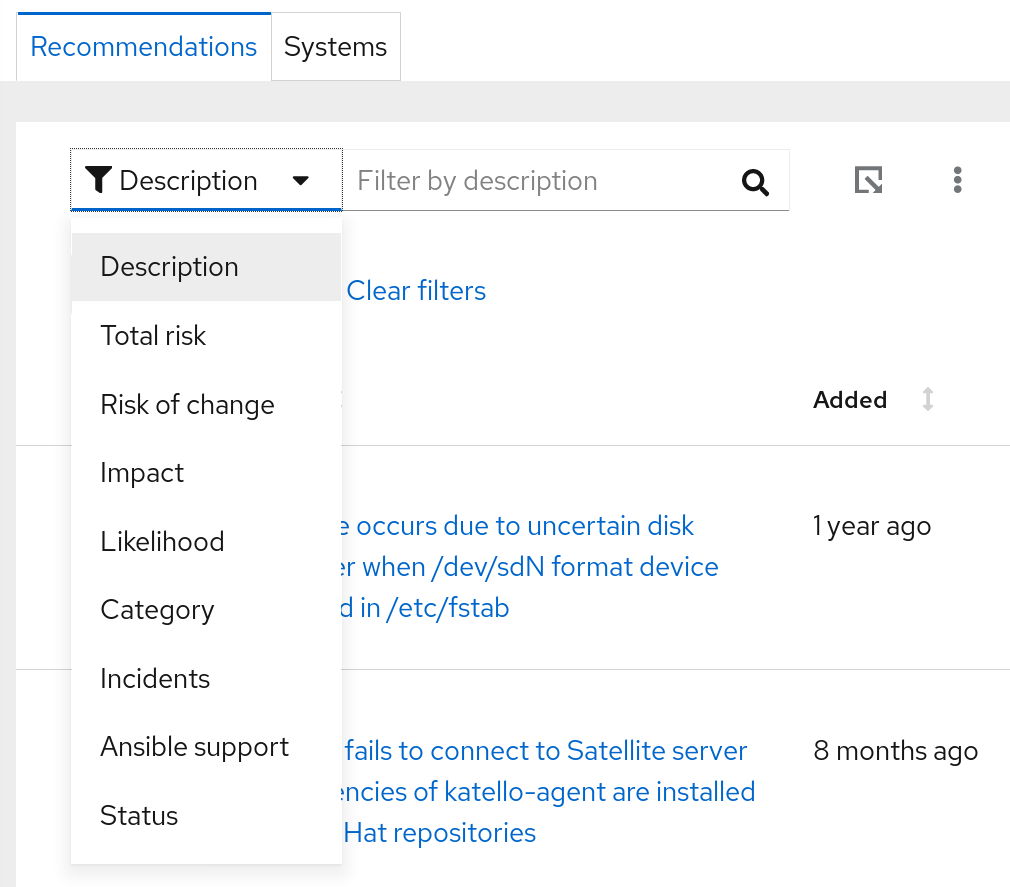 Recommendations Systems
Description Filter by description
Description
Clear filters
Total risk
Risk of change
Added
Impact
Likelihood
occurs due to uncertain disk
1 year ago
when /dev/sdN format device
in /etc/fstab
Category
Incidents
Ansible support
fails to connect to Satellite server
8 months ago
of katello-agent are installed
Hat repositories
Status